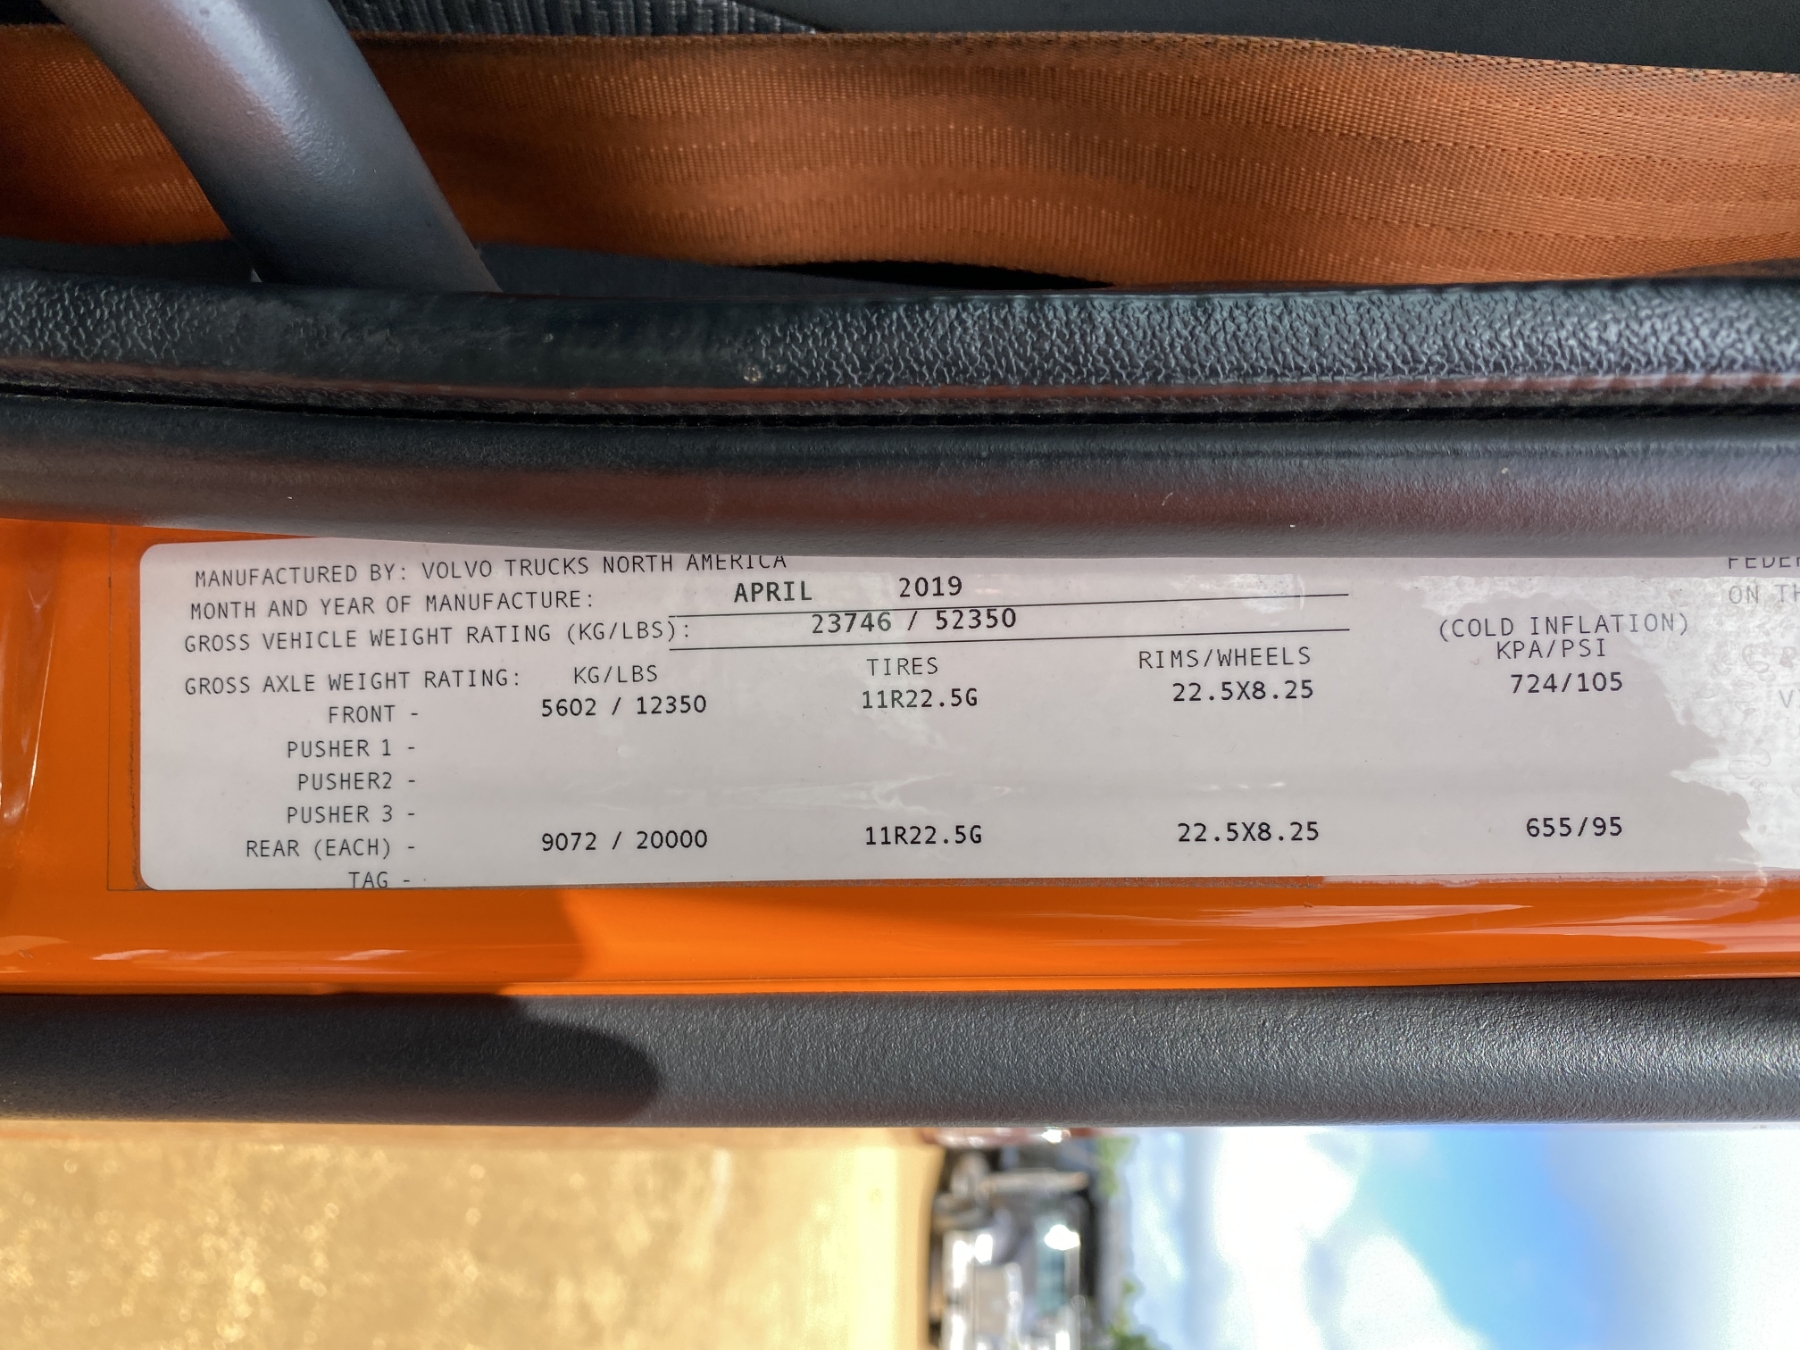 MANUFACTURED BY: VOLVO TRUCKS NORTH AMERICA
MONTH AND YEAR OF MANUFACTURE: APRIL 2019
GROSS VEHICLE WEIGHT RATING (KG/LBS): 23746 / 52350
(COLD INFLATION)
GROSS AXLE WEIGHT RATING: KG/LBS TIRES RIMS/WHEELS KPA/PSI
FRONT - 5602 / 12350 11R22.5G 22.5X8.25 724/105
PUSHER 1 -
PUSHER2 -
PUSHER 3 -
REAR (EACH) - 9072 / 20000 11R22.5G 22.5X8.25 655/95
TAG -
ON